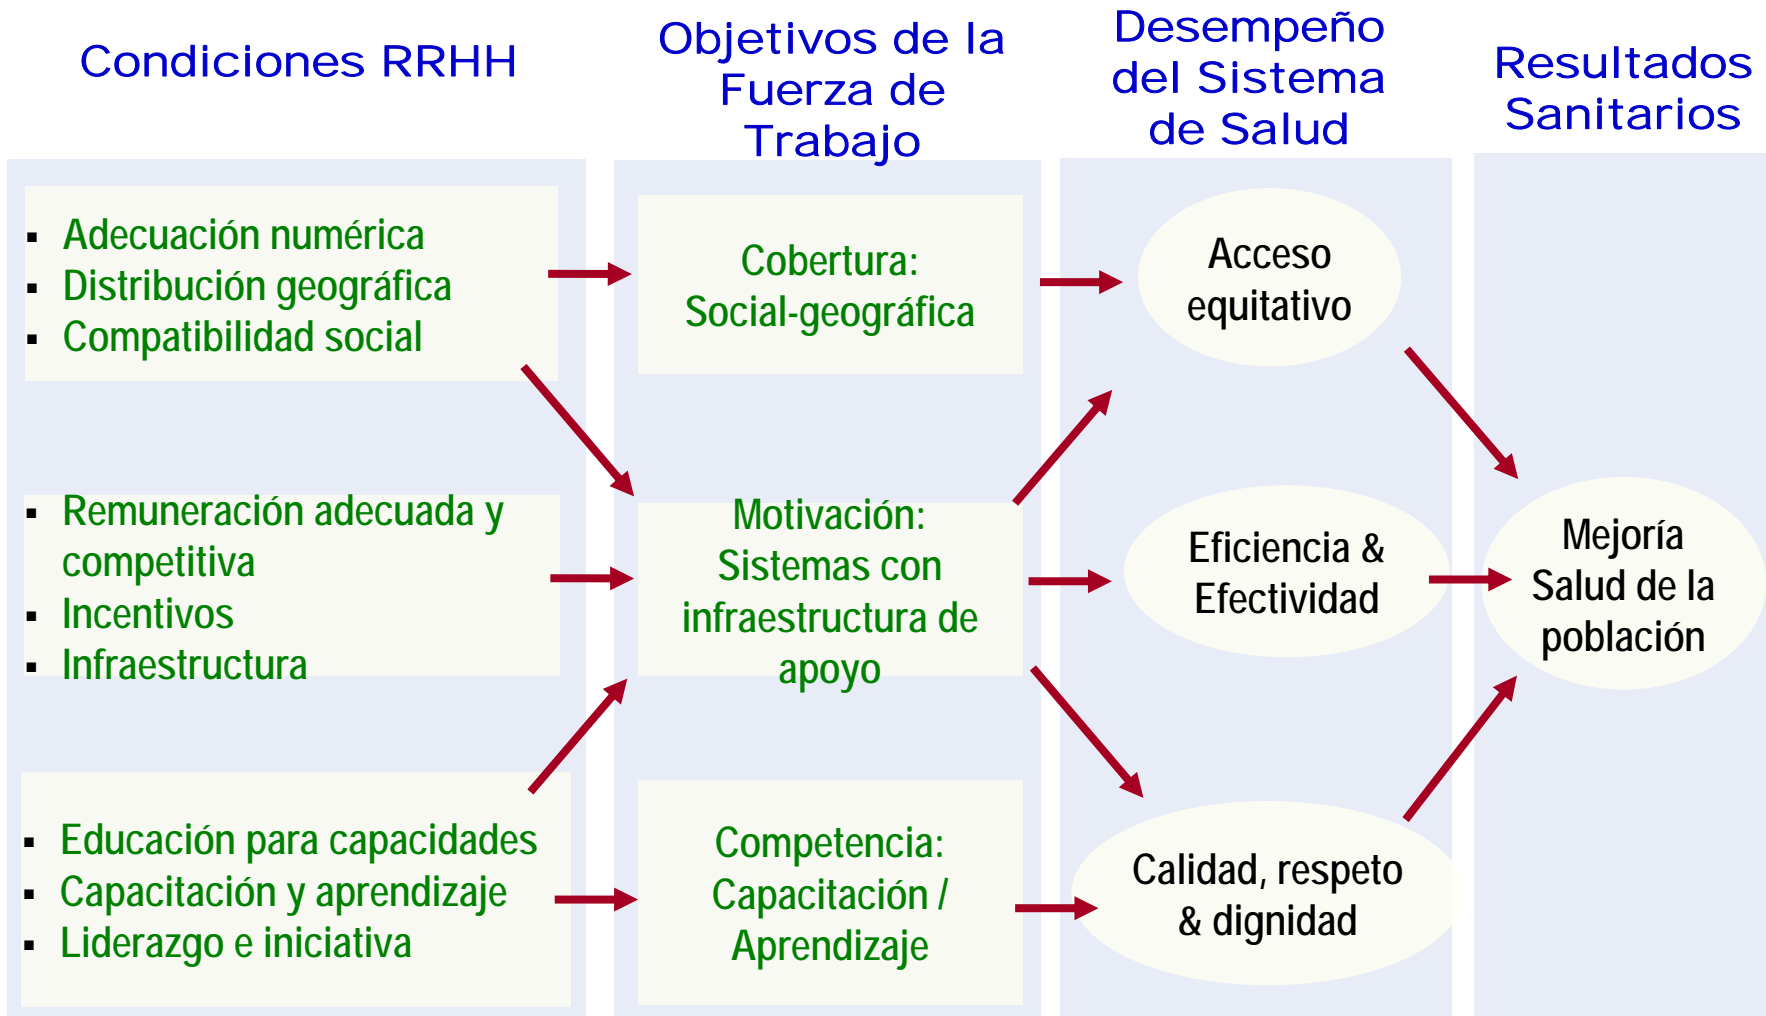 Condiciones RRHH
Objetivos de la
Fuerza de
Trabajo
Desempeño
del Sistema
de Salud
Resultados
Sanitarios
▪ Adecuación numérica
▪ Distribución geográfica
▪ Compatibilidad social
Cobertura:
Social-geográfica
Acceso
equitativo
▪ Remuneración adecuada y
competitiva
▪ Incentivos
▪ Infraestructura
Motivación:
Sistemas con
infraestructura de
apoyo
Eficiencia &
Efectividad
Mejoría
Salud de la
población
▪ Educación para capacidades
▪ Capacitación y aprendizaje
▪ Liderazgo e iniciativa
Competencia:
Capacitación /
Aprendizaje
Calidad, respeto
& dignidad